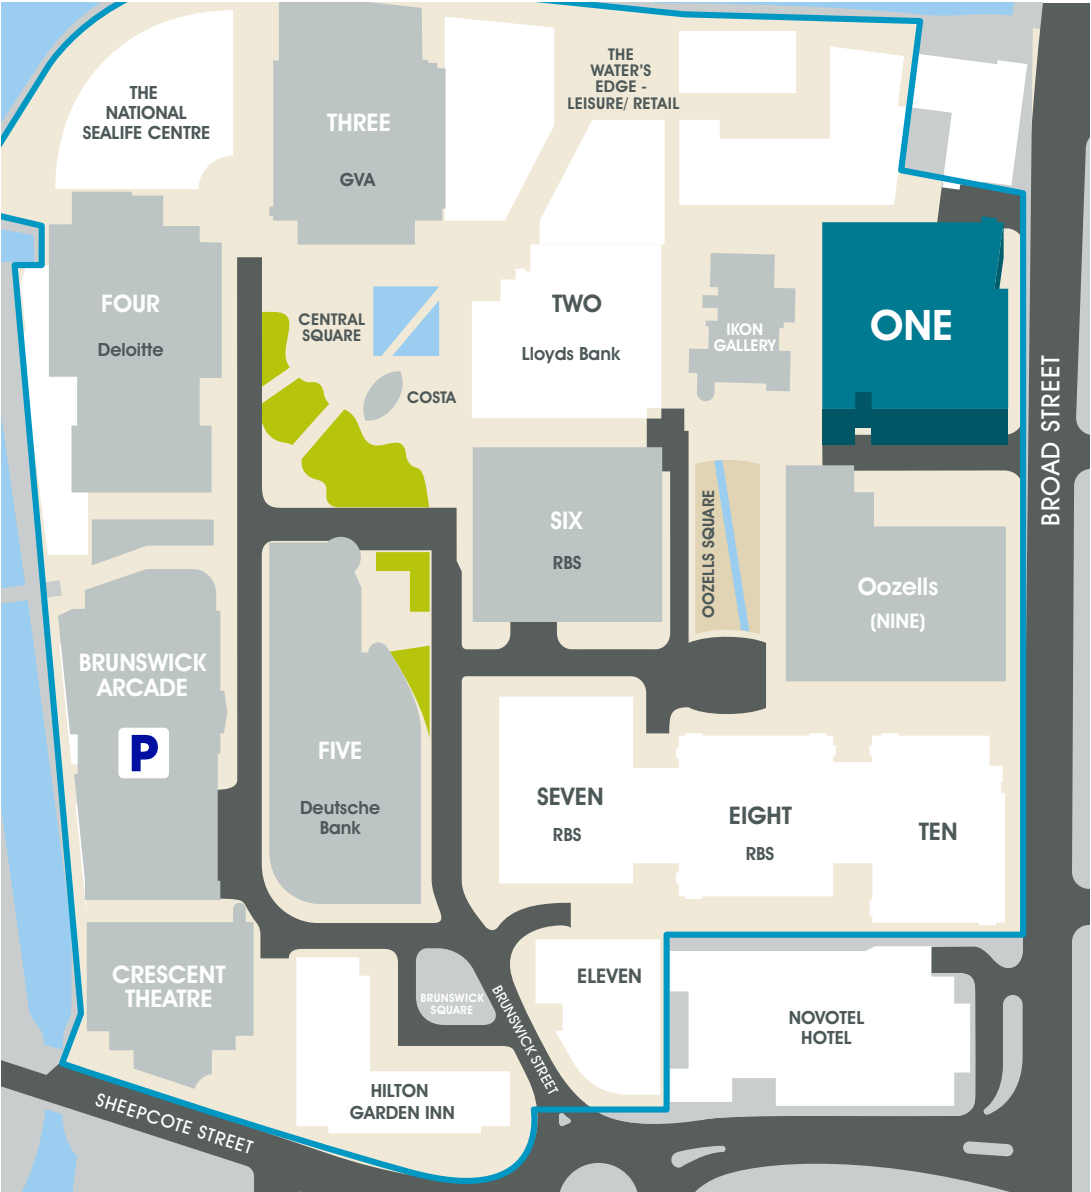 THE
NATIONAL
SEALIFE CENTRE
THREE
GVA
THE
WATER'S
EDGE -
LEISURE/ RETAIL
FOUR
Deloitte
CENTRAL
SQUARE
COSTA
TWO
Lloyds Bank
IKON
GALLERY
ONE
BROAD STREET
SIX
RBS
OOZELLS SQUARE
Oozells
(NINE)
BRUNSWICK
ARCADE
P
FIVE
Deutsche
Bank
SEVEN
RBS
EIGHT
RBS
TEN
CRESCENT
THEATRE
BRUNSWICK
SQUARE
BRUNSWICK STREET
ELEVEN
NOVOTEL
HOTEL
HILTON
GARDEN INN
SHEEPCOTE STREET